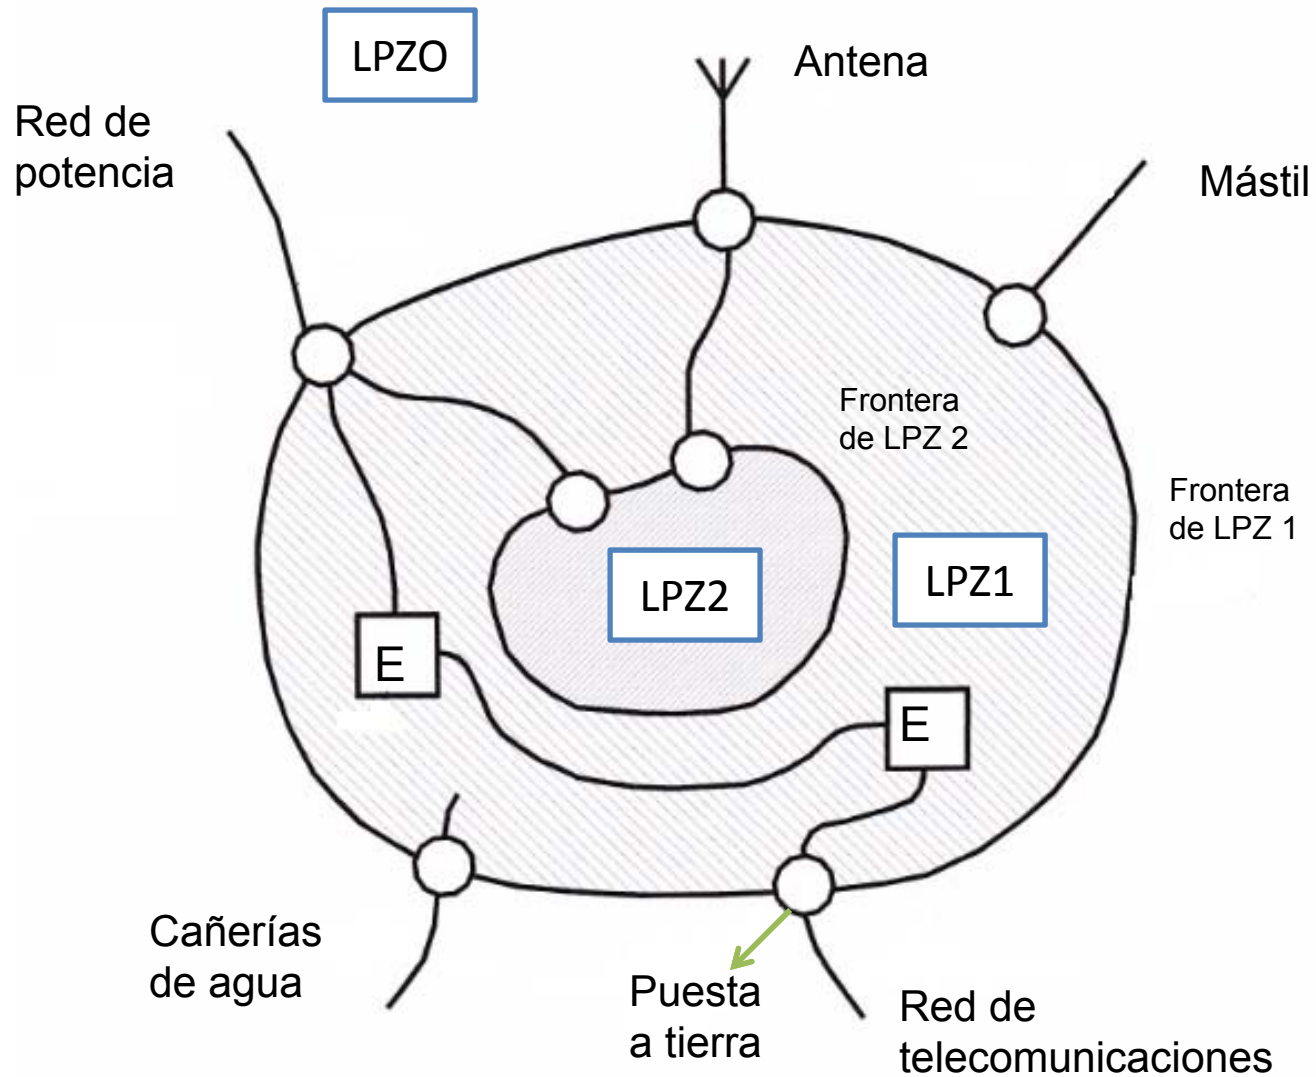 LPZO
Antena
Red de
potencia
Mástil
Frontera
de LPZ 2
Frontera
de LPZ 1
LPZ2
LPZ1
E
E
Cañerías
de agua
Puesta
a tierra
Red de
telecomunicaciones